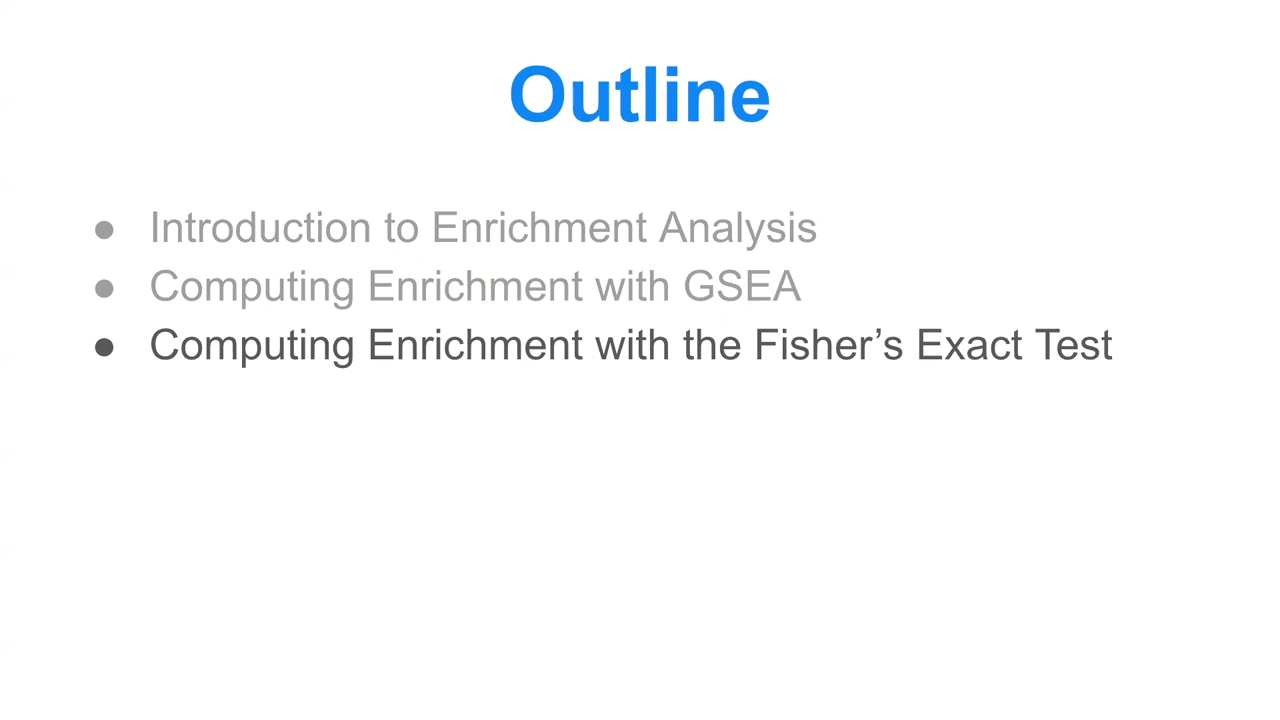 Outline
● Introduction to Enrichment Analysis
● Computing Enrichment with GSEA
● Computing Enrichment with the Fisher’s Exact Test